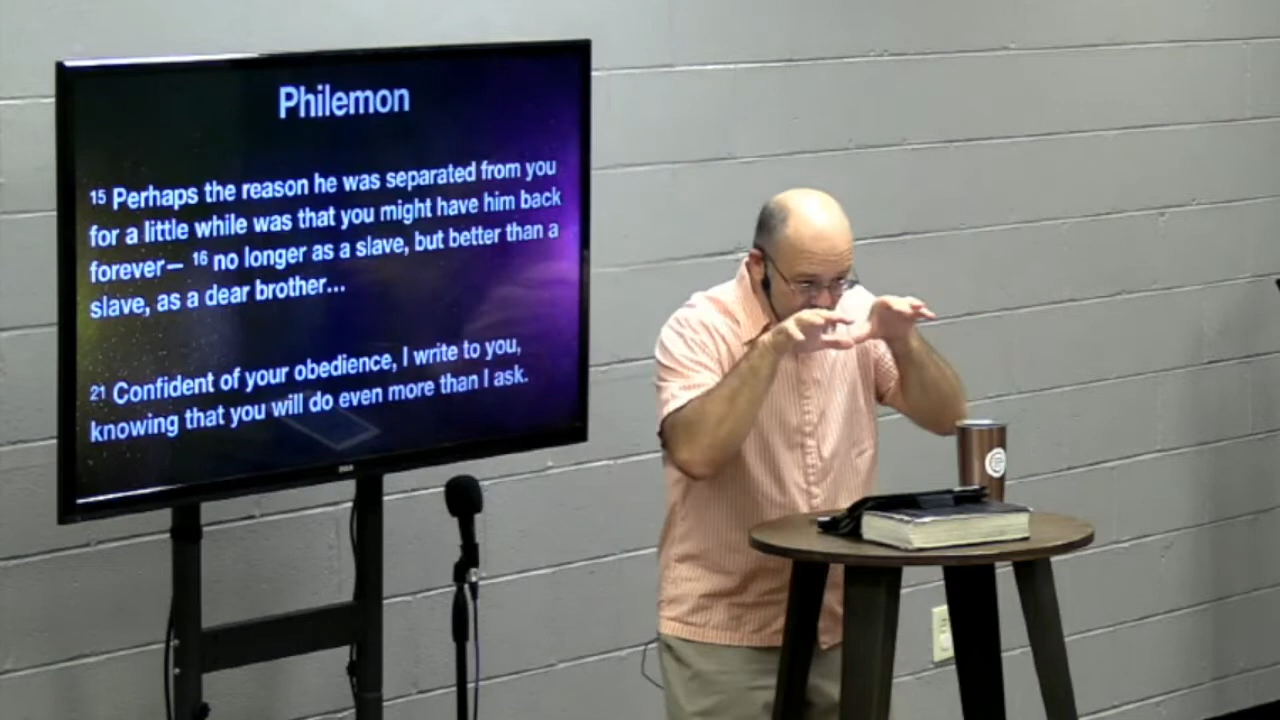 Philemon
15 Perhaps the reason he was separated from you
for a little while was that you might have him back
forever– 16 no longer as a slave, but better than a
slave, as a dear brother...
21 Confident of your obedience, I write to you,
knowing that you will do even more than I ask.
RCA